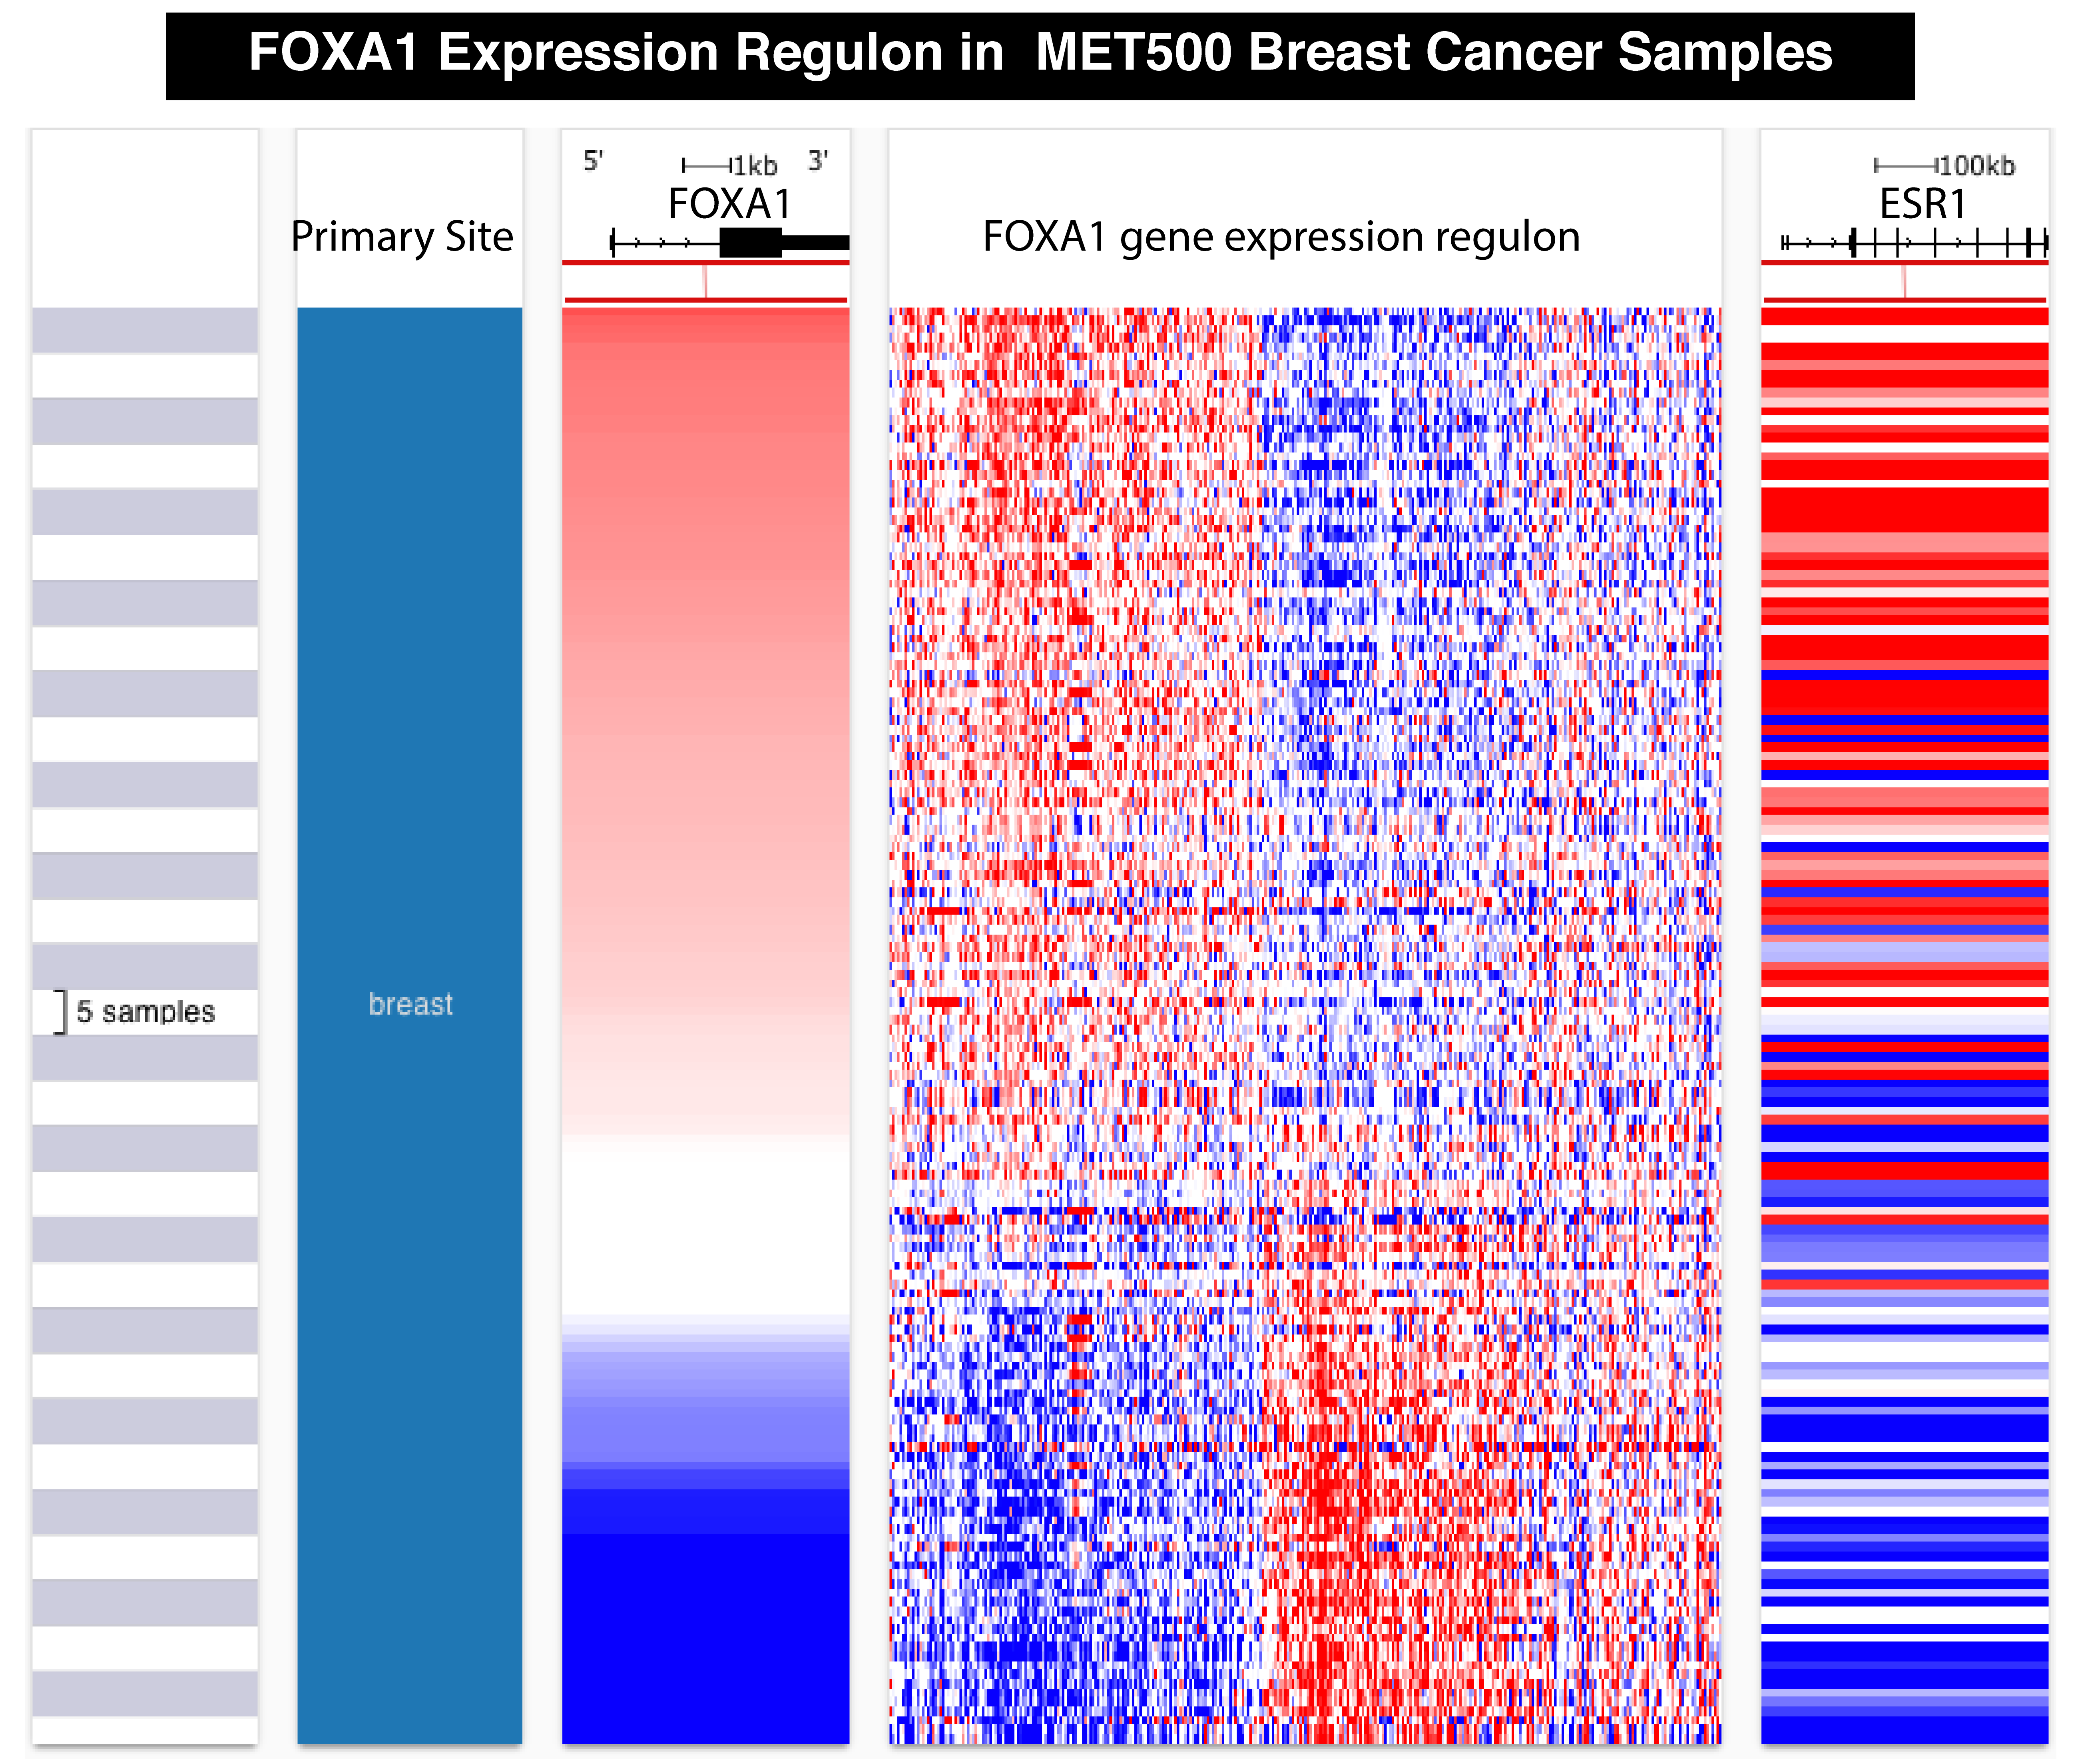 FOXA1 Expression Regulon in MET500 Breast Cancer Samples
5' 1kb 3'
100kb
FOXA1
ESR1
Primary Site
FOXA1 gene expression regulon
breast
5 samples